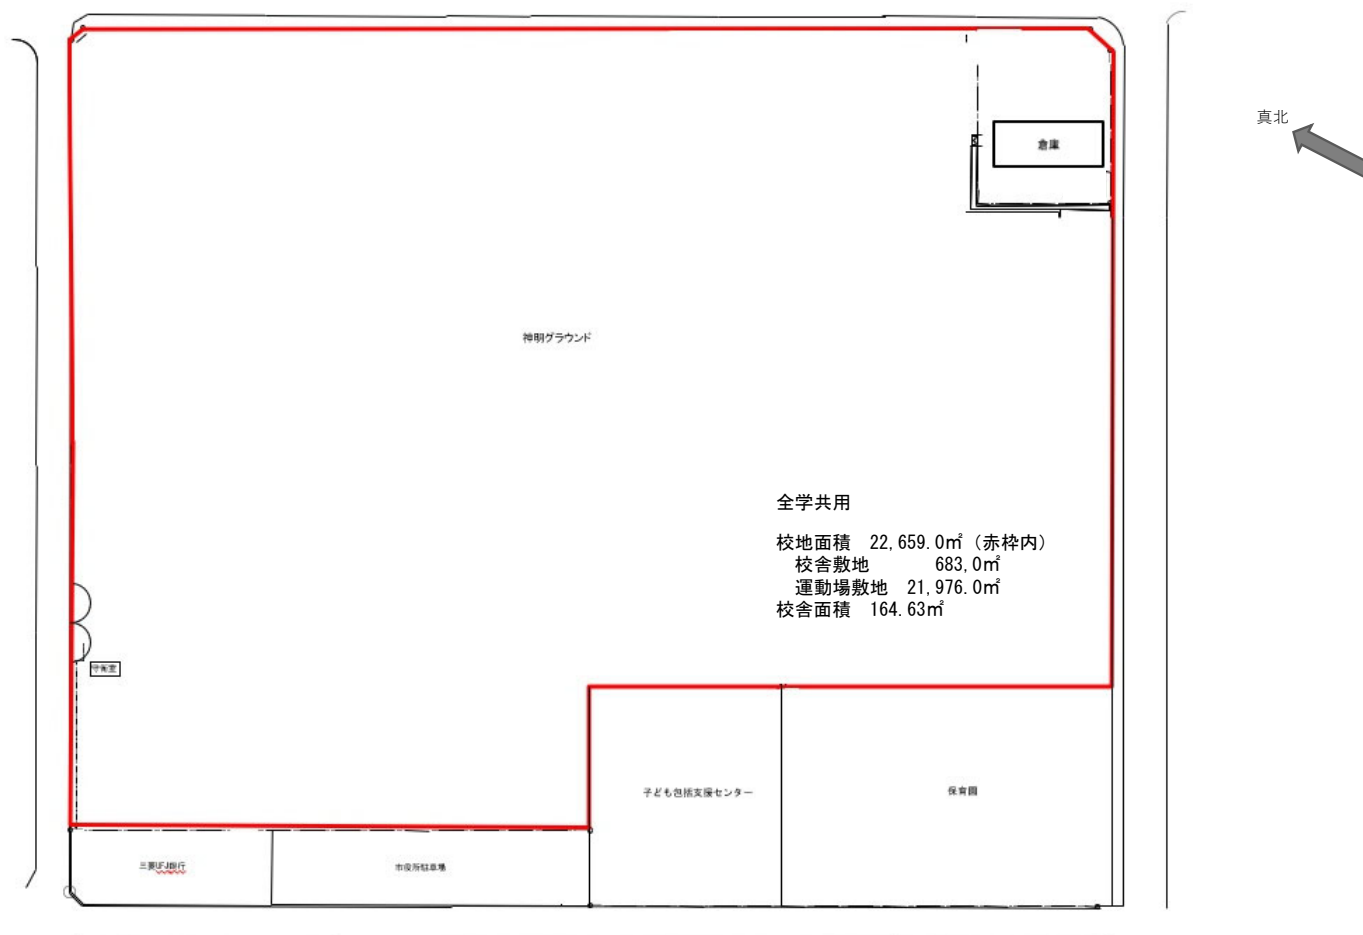 真北
倉庫
神明グラウンド
全学共用
校地面積　22,659.0㎡（赤枠内）
校舎敷地　683,0㎡
運動場敷地　21,976.0㎡
校舎面積　164.63㎡
守衛室
子ども包括支援センター
保育園
三菱UFJ銀行
市役所駐車場